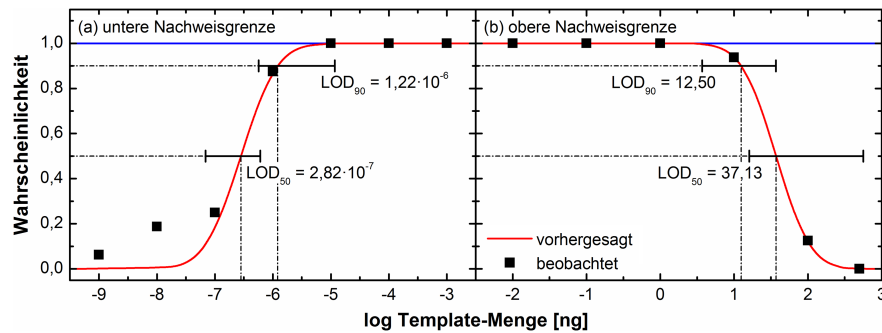 (a) untere Nachweisgrenze
(b) obere Nachweisgrenze
Wahrscheinlichkeit
1,0
0,8
0,6
0,4
0,2
0,0
LOD90 = 1,22·10-6
LOD50 = 2,82·10-7
LOD90 = 12,50
LOD50 = 37,13
vorhergesagt
beobachtet
-9 -8 -7 -6 -5 -4 -3 -2 -1 0 1 2 3
log Template-Menge [ng]